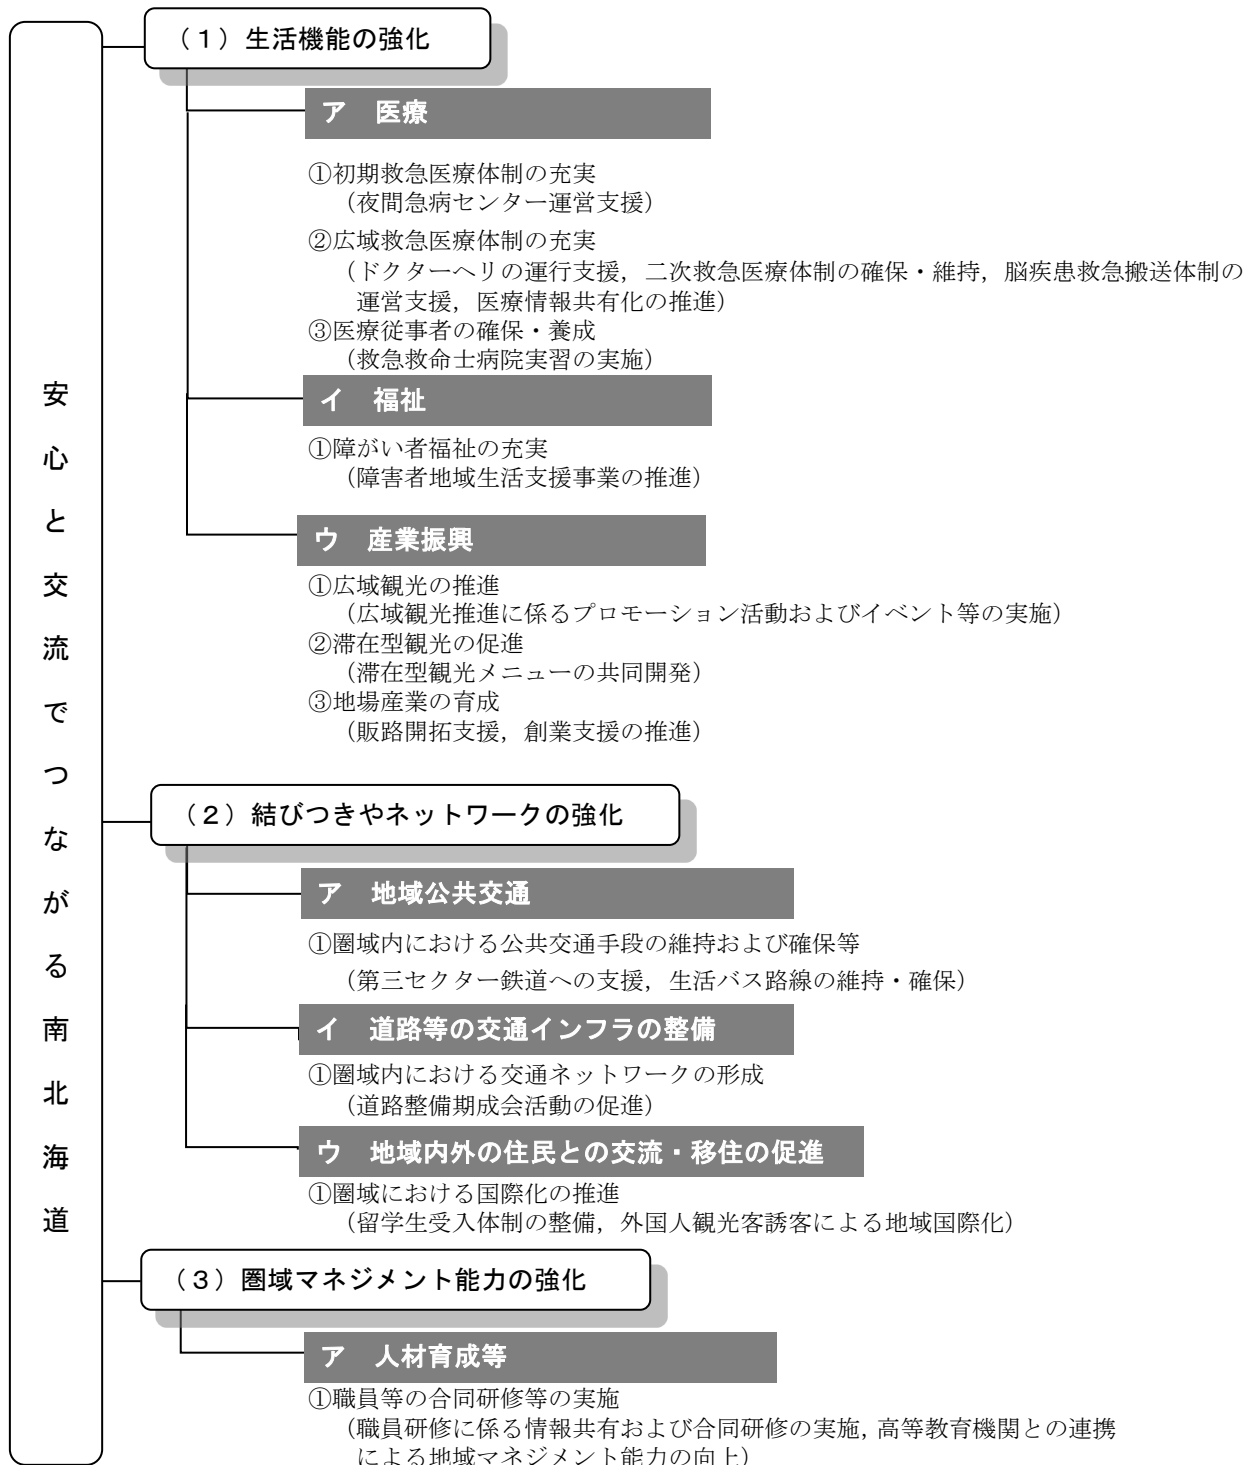 安心と交流でつながる南北海道
（１）生活機能の強化
ア　医療
①初期救急医療体制の充実
（夜間急病センター運営支援）
②広域救急医療体制の充実
（ドクターヘリの運行支援，二次救急医療体制の確保・維持，脳疾患救急搬送体制の
運営支援，医療情報共有化の推進）
③医療従事者の確保・養成
（救急救命士病院実習の実施）
イ　福祉
①障がい者福祉の充実
（障害者地域生活支援事業の推進）
ウ　産業振興
①広域観光の推進
（広域観光推進に係るプロモーション活動およびイベント等の実施）
②滞在型観光の促進
（滞在型観光メニューの共同開発）
③地場産業の育成
（販路開拓支援，創業支援の推進）
（２）結びつきやネットワークの強化
ア　地域公共交通
①圏域内における公共交通手段の維持および確保等
（第三セクター鉄道への支援，生活バス路線の維持・確保）
イ　道路等の交通インフラの整備
①圏域内における交通ネットワークの形成
（道路整備期成会活動の促進）
ウ　地域内外の住民との交流・移住の促進
①圏域における国際化の推進
（留学生受入体制の整備，外国人観光客誘客による地域国際化）
（３）圏域マネジメント能力の強化
ア　人材育成等
①職員等の合同研修等の実施
（職員研修に係る情報共有および合同研修の実施，高等教育機関との連携
による地域マネジメント能力の向上）